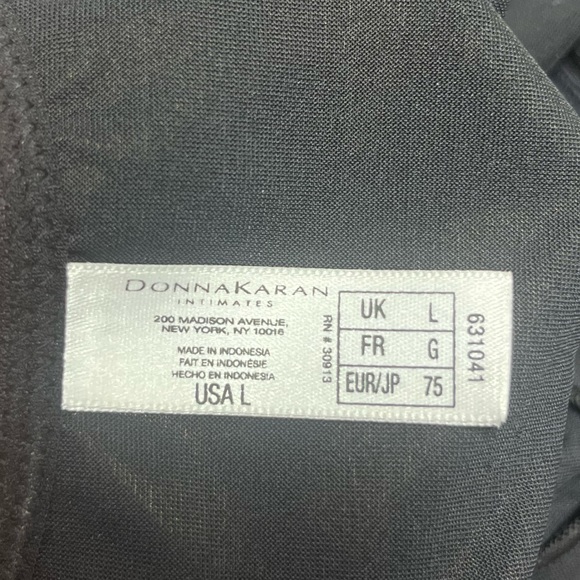 DONNAKARAN
INTIMATES
200 MADISON AVENUE,
NEW YORK, NY 10016
MADE IN INDONESIA
FAIT EN INDONÉSIE
HECHO EN INDONESIA
USA L
RN # 30913
UK L
FR G
EUR/JP 75
631041